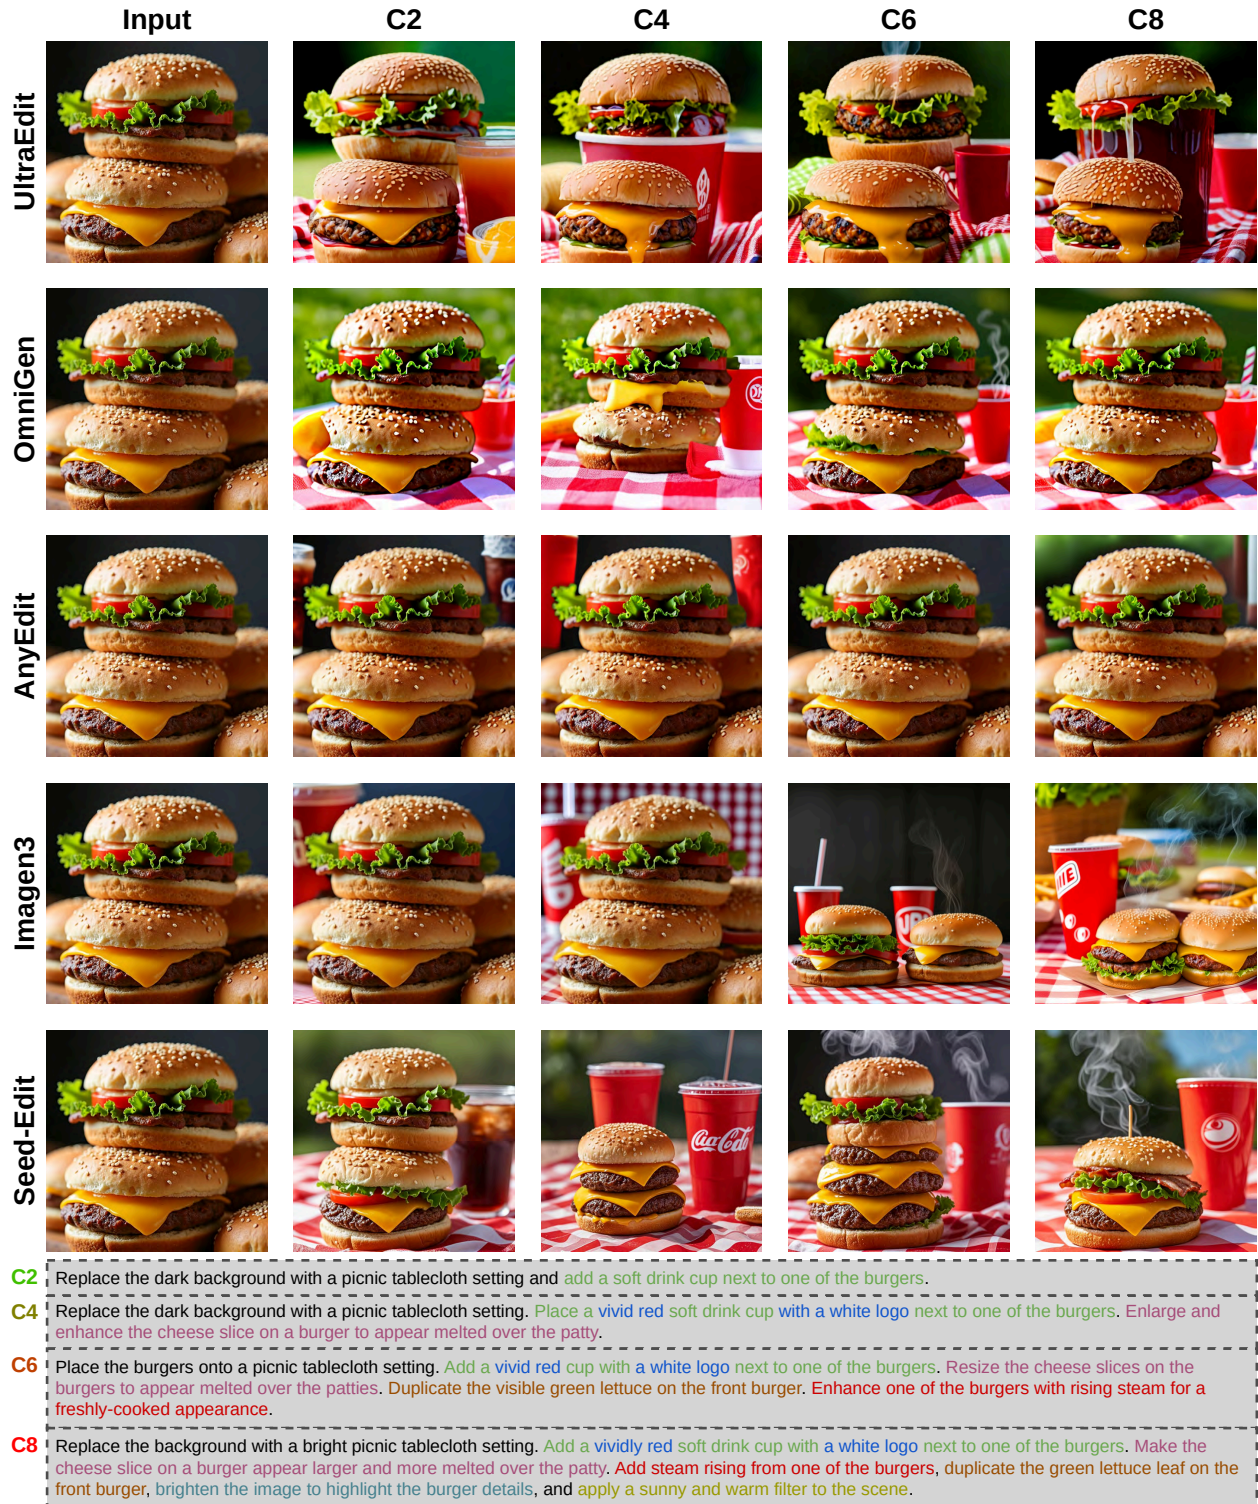 Input C2 C4 C6 C8
UltraEdit
OmniGen
AnyEdit
Imagen3
Seed-Edit
Coca-Cola
C2 Replace the dark background with a picnic tablecloth setting and add a soft drink cup next to one of the burgers.
C4 Replace the dark background with a picnic tablecloth setting. Place a vivid red soft drink cup with a white logo next to one of the burgers. Enlarge and
enhance the cheese slice on a burger to appear melted over the patty.
C6 Place the burgers onto a picnic tablecloth setting. Add a vivid red cup with a white logo next to one of the burgers. Resize the cheese slices on the
burgers to appear melted over the patties. Duplicate the visible green lettuce on the front burger. Enhance one of the burgers with rising steam for a
freshly-cooked appearance.
C8 Replace the background with a bright picnic tablecloth setting. Add a vividly red soft drink cup with a white logo next to one of the burgers. Make the
cheese slice on a burger appear larger and more melted over the patty. Add steam rising from one of the burgers, duplicate the green lettuce leaf on the
front burger, brighten the image to highlight the burger details, and apply a sunny and warm filter to the scene.